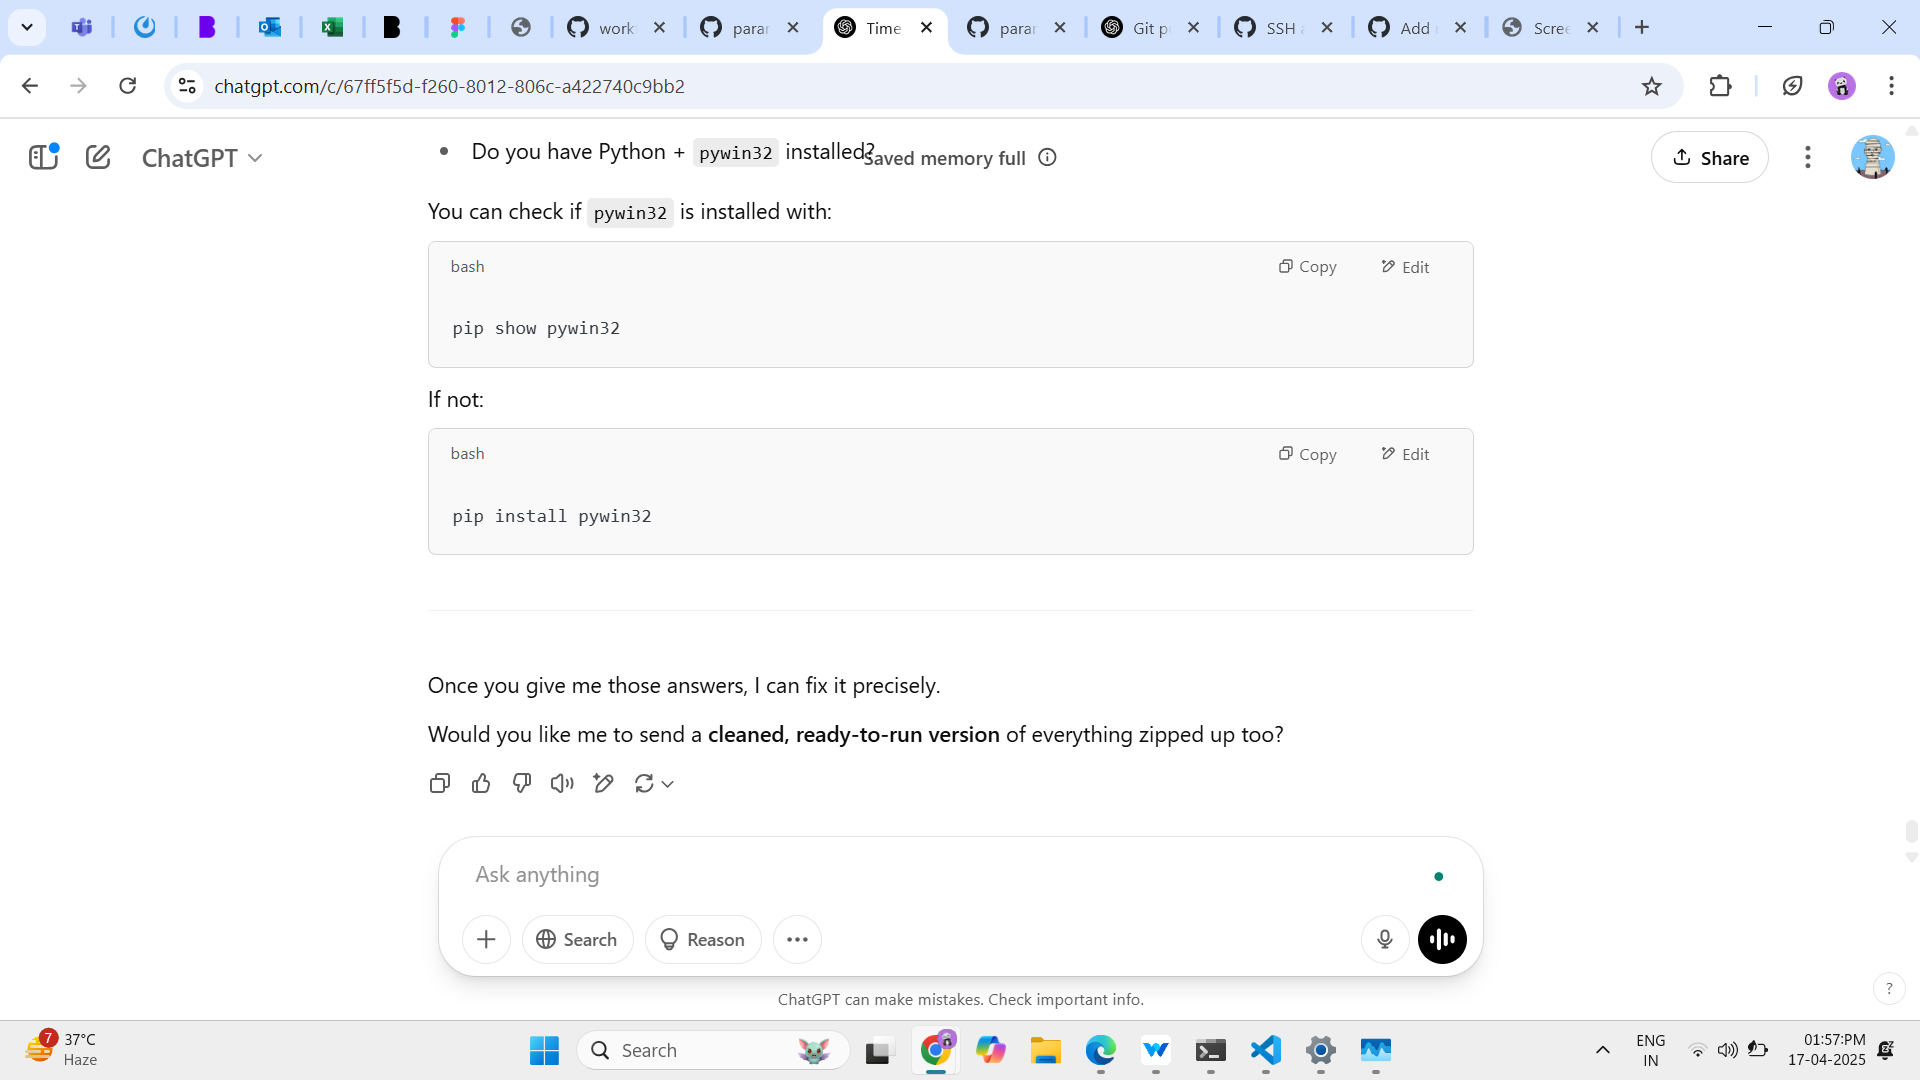 work
parar
Time
parar
Git p
SSH a
Add
Scree
chatgpt.com/c/67ff5f5d-f260-8012-806c-a422740c9bb2
ChatGPT
Do you have Python + pywin32 installed?
Saved memory full
Share
You can check if pywin32 is installed with:
bash
Copy
Edit
pip show pywin32
If not:
bash
Copy
Edit
pip install pywin32
Once you give me those answers, I can fix it precisely.
Would you like me to send a cleaned, ready-to-run version of everything zipped up too?
Ask anything
Search
Reason
ChatGPT can make mistakes. Check important info.
?
7
37°C
Haze
Search
ENG
IN
01:57:PM
17-04-2025